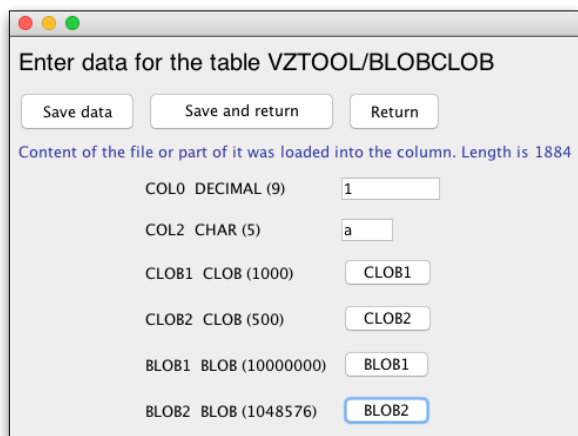 Enter data for the table VZTOOL/BLOBCLOB
Save data Save and return Return
Content of the file or part of it was loaded into the column. Length is 1884
COL0 DECIMAL (9) 1
COL2 CHAR (5) a
CLOB1 CLOB (1000) CLOB1
CLOB2 CLOB (500) CLOB2
BLOB1 BLOB (10000000) BLOB1
BLOB2 BLOB (1048576) BLOB2